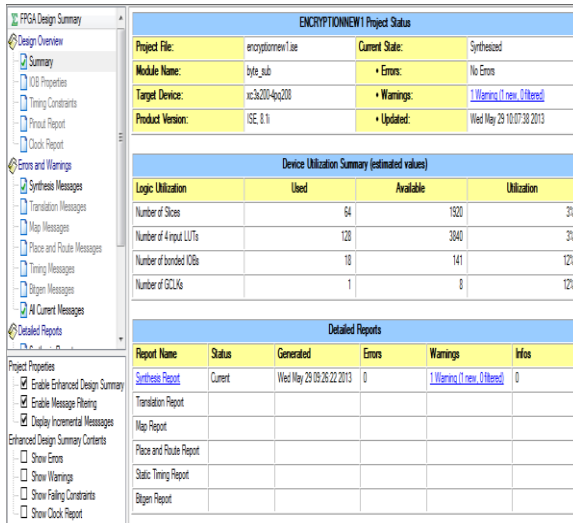 FPGA Design Summary
Design Overview
Summary
IOB Properties
Timing Constraints
Pinout Report
Clock Report
Errors and Warnings
Synthesis Messages
Translation Messages
Map Messages
Place and Route Messages
Timing Messages
Bitgen Messages
All Current Messages
Detailed Reports
Project Properties
Enable Enhanced Design Summary
Enable Message Filtering
Display Incremental Messages
Enhanced Design Summary Contents
Show Errors
Show Warnings
Show Failing Constraints
Show Clock Report
ENCRYPTIONNEW1 Project Status
Project File: encryptionnew1.ise Current State: Synthesized
Module Name: byte_sub • Errors: No Errors
Target Device: xc3s200-4pq208 • Warnings: 1 Warning (1 new, 0 filtered)
Product Version: ISE, 8.1i • Updated: Wed May 29 10:07:38 2013
Device Utilization Summary (estimated values)
Logic Utilization Used Available Utilization
Number of Slices 64 1920 3%
Number of 4 input LUTs 128 3840 3%
Number of bonded IOBs 18 141 12%
Number of GCLKs 1 8 12%
Detailed Reports
Report Name Status Generated Errors Warnings Infos
Synthesis Report Current Wed May 29 09:26:22 2013 0 1 Warning (1 new, 0 filtered) 0
Translation Report
Map Report
Place and Route Report
Static Timing Report
Bitgen Report